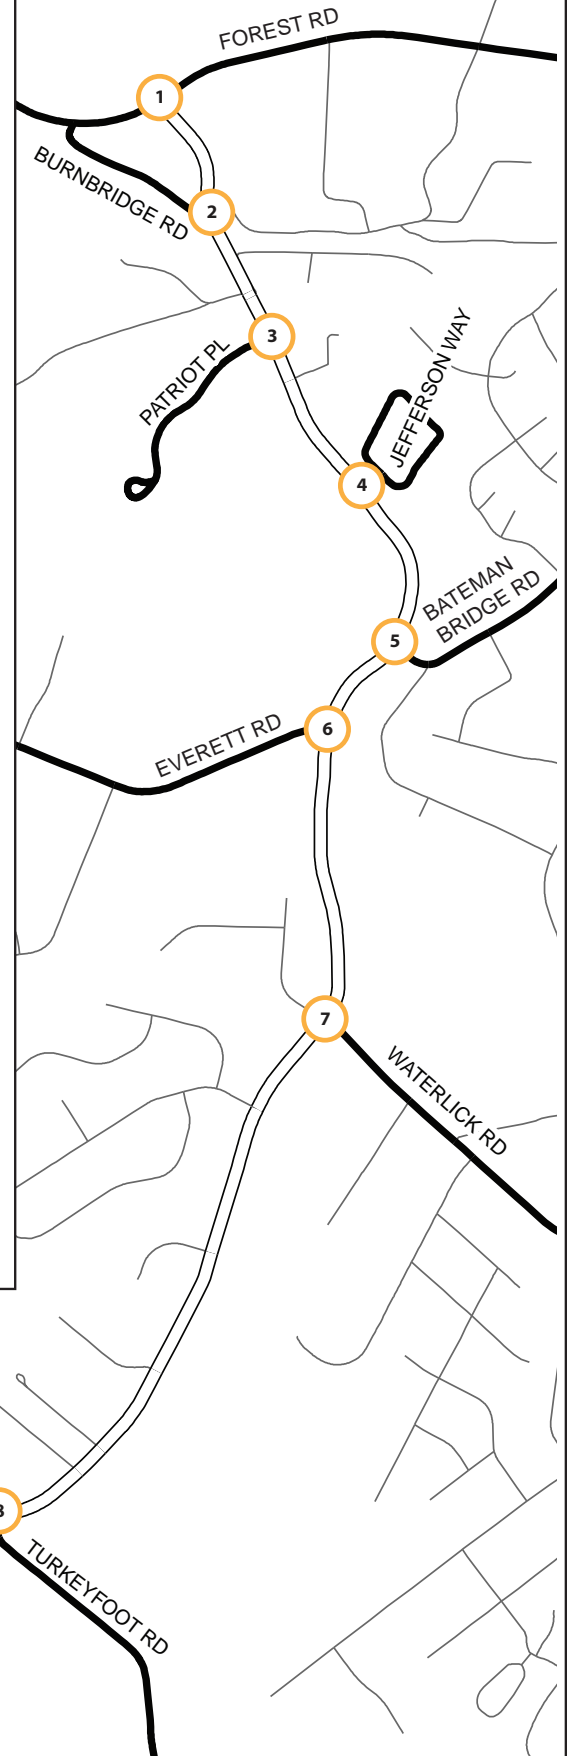 FOREST RD
1
BURNBRIDGE RD
2
3
PATRIOT PL
JEFFERSON WAY
4
BATEMAN
BRIDGE RD
5
6
EVERETT RD
7
WATERLICK RD
8
TURKEYFOOT RD